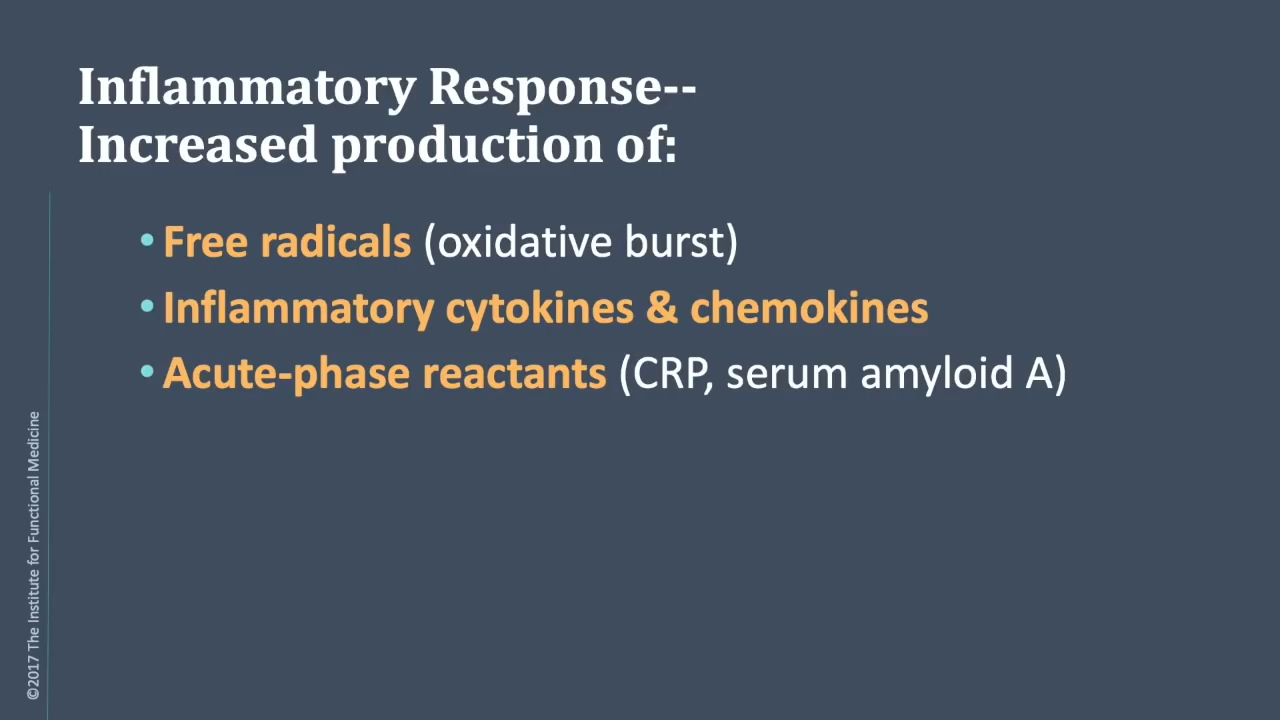 Inflammatory Response--
Increased production of:
• Free radicals (oxidative burst)
• Inflammatory cytokines & chemokines
• Acute-phase reactants (CRP, serum amyloid A)
©2017 The Institute for Functional Medicine